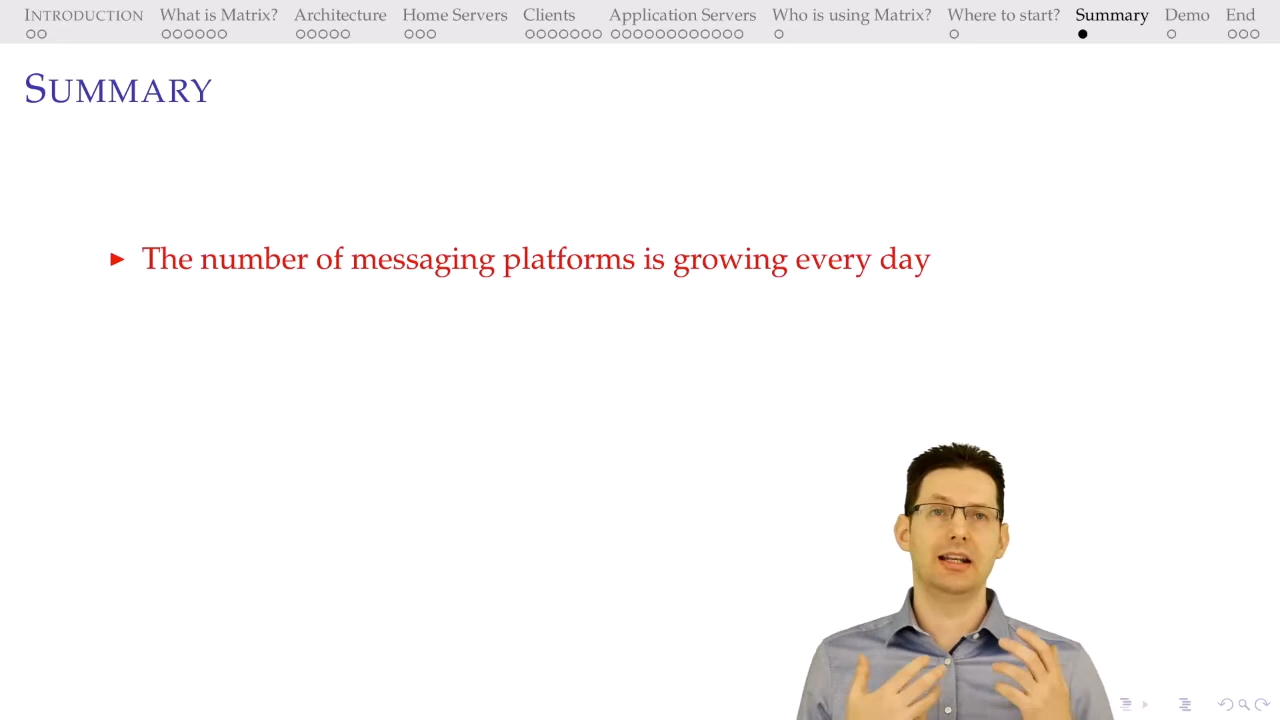 INTRODUCTION What is Matrix? Architecture Home Servers Clients Application Servers Who is using Matrix? Where to start? Summary Demo End
SUMMARY
The number of messaging platforms is growing every day